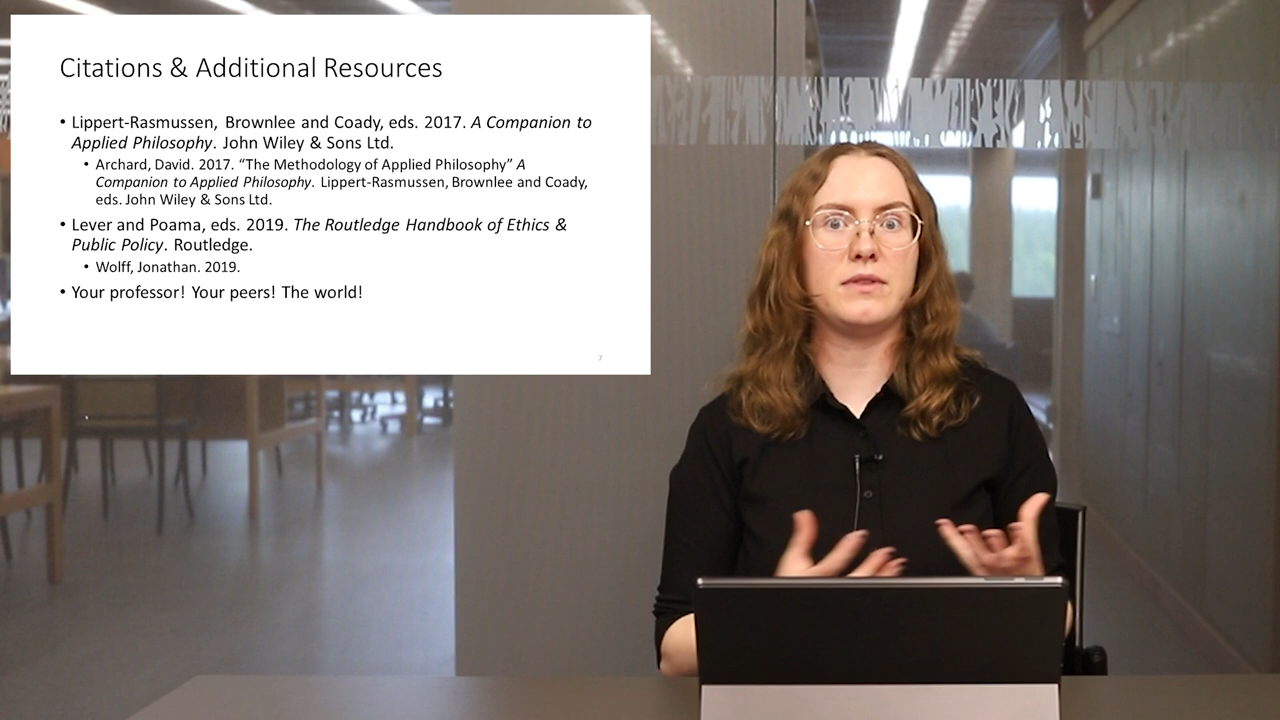 Citations & Additional Resources
• Lippert-Rasmussen, Brownlee and Coady, eds. 2017. A Companion to
Applied Philosophy. John Wiley & Sons Ltd.
• Archard, David. 2017. “The Methodology of Applied Philosophy” A
Companion to Applied Philosophy. Lippert-Rasmussen, Brownlee and Coady,
eds. John Wiley & Sons Ltd.
• Lever and Poama, eds. 2019. The Routledge Handbook of Ethics &
Public Policy. Routledge.
• Wolff, Jonathan. 2019.
• Your professor! Your peers! The world!
7